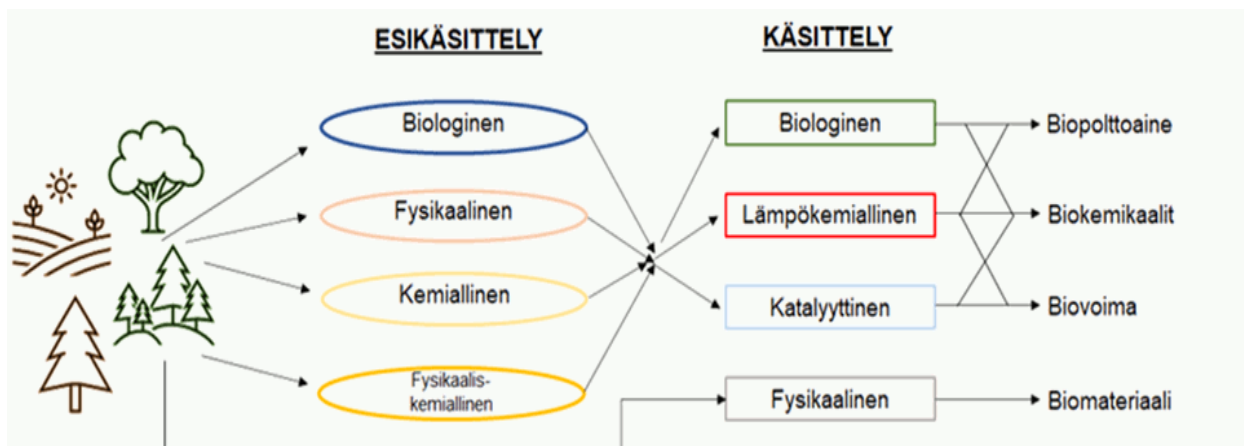 ESIKÄSITTELY
KÄSITTELY
Biologinen
Biologinen
Biopolttoaine
Fysikaalinen
Lämpökemiallinen
Biokemikaalit
Kemiallinen
Katalyyttinen
Biovoima
Fysikaalis-
kemiallinen
Fysikaalinen
Biomateriaali